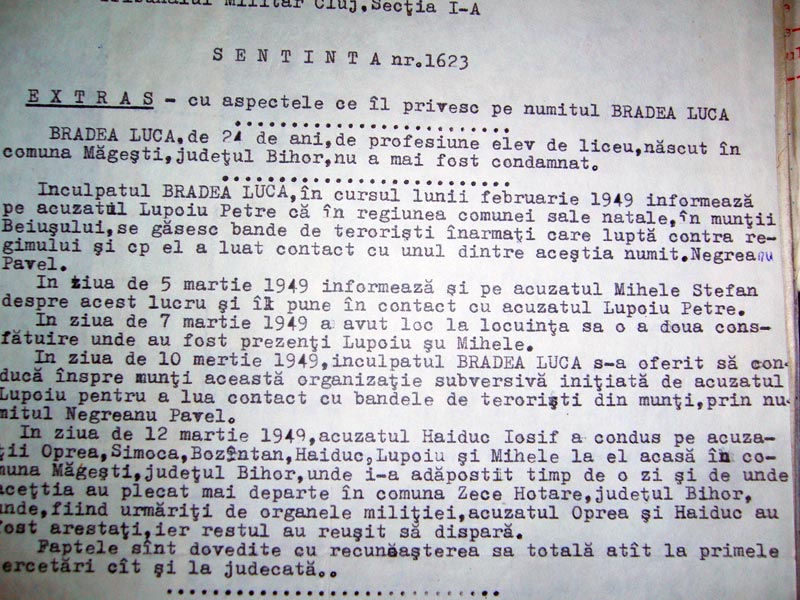 Tribunalul Militar Cluj,Secţia I-A
S E N T I N T A nr.1623
E X T R A S - cu aspectele ce îl privesc pe numitul BRADEA LUCA
BRADEA LUCA,de 21 de ani,de profesiune elev de liceu,născut în
comuna Măgeşti,judeţul Bihor,nu a mai fost condamnat.
Inculpatul BRADEA LUCA,în cursul lunii februarie 1949 informează
pe acuzatul Lupoiu Petre că în regiunea comunei sale natale,în munţii
Beiuşului,se găsesc bande de terorişti înarmaţi care luptă contra re-
gimului şi cp el a luat contact cu unul dintre aceştia numit.Negreanu
Pavel.
In ziua de 5 martie 1949 informează şi pe acuzatul Mihele Stefan
despre acest lucru şi îl pune în contact cu acuzatul Lupoiu Petre.
In ziua de 7 martie 1949 a avut loc la locuinţa sa o a doua cons-
fătuire unde au fost prezenţi Lupoiu şu Mihele.
In ziua de 10 mertie 1949,inculpatul BRADEA LUCA s-a oferit să con-
ducă înspre munţi această organizaţie subversivă iniţiată de acuzatul
Lupoiu pentru a lua contact cu bandele de terorişti din munţi,prin nu-
mitul Negreanu Pavel.
In ziua de 12 martie 1949,acuzatul Haiduc Iosif a condus pe acuza-
ţii Oprea,Simoca,Bozîntan,Haiduc,Lupoiu şi Mihele la el acasă în co-
muna Măgeşti,judeţul Bihor,unde i-a adăpostit timp de o zi şi de unde
aceţtia au plecat mai departe în comuna Zece Hotare,judeţul Bihor,
unde,fiind urmăriţi de organele miliţiei,acuzatul Oprea şi Haiduc au
fost arestaţi,ier restul au reuşit să dispară.
Faptele sînt dovedite cu recunoaşterea sa totală atît la primele
ercetări cît şi la judecată..